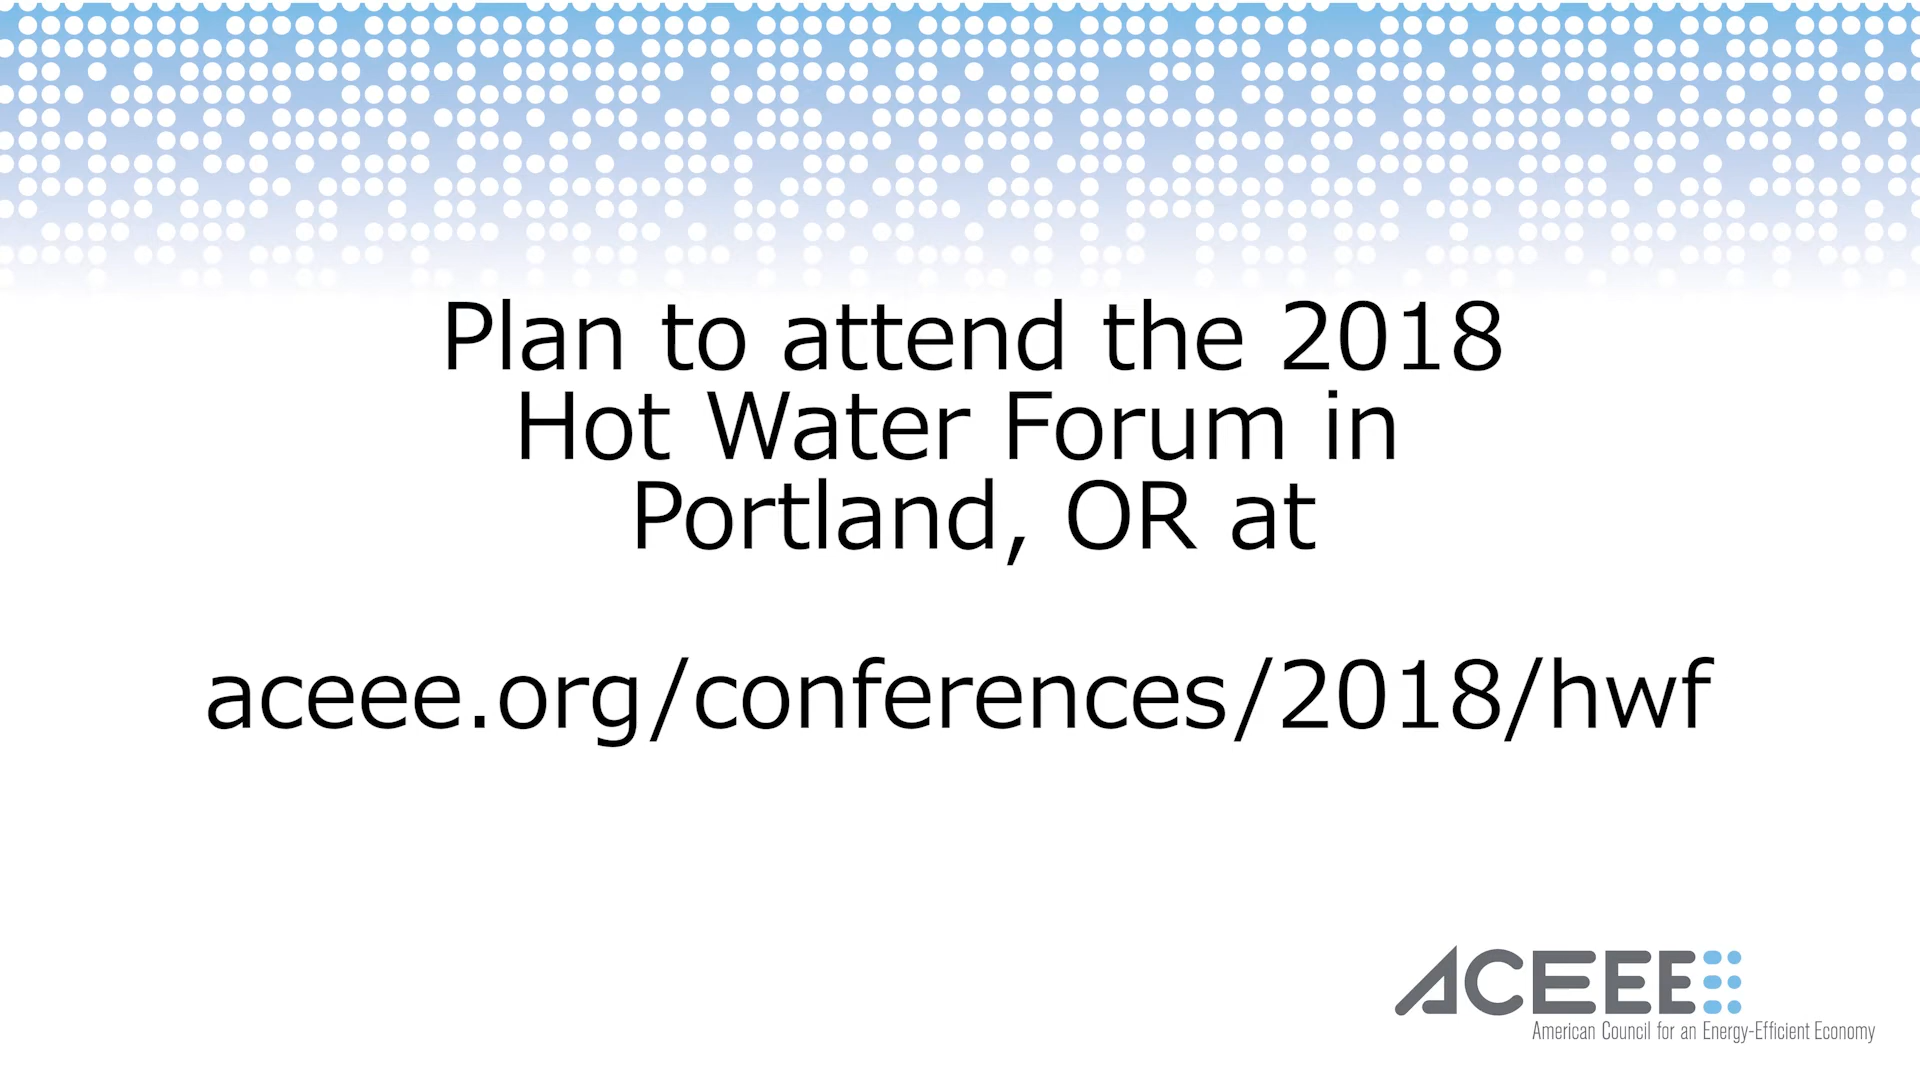 Plan to attend the 2018
Hot Water Forum in
Portland, OR at
aceee.org/conferences/2018/hwf
ACEEE
American Council for an Energy-Efficient Economy